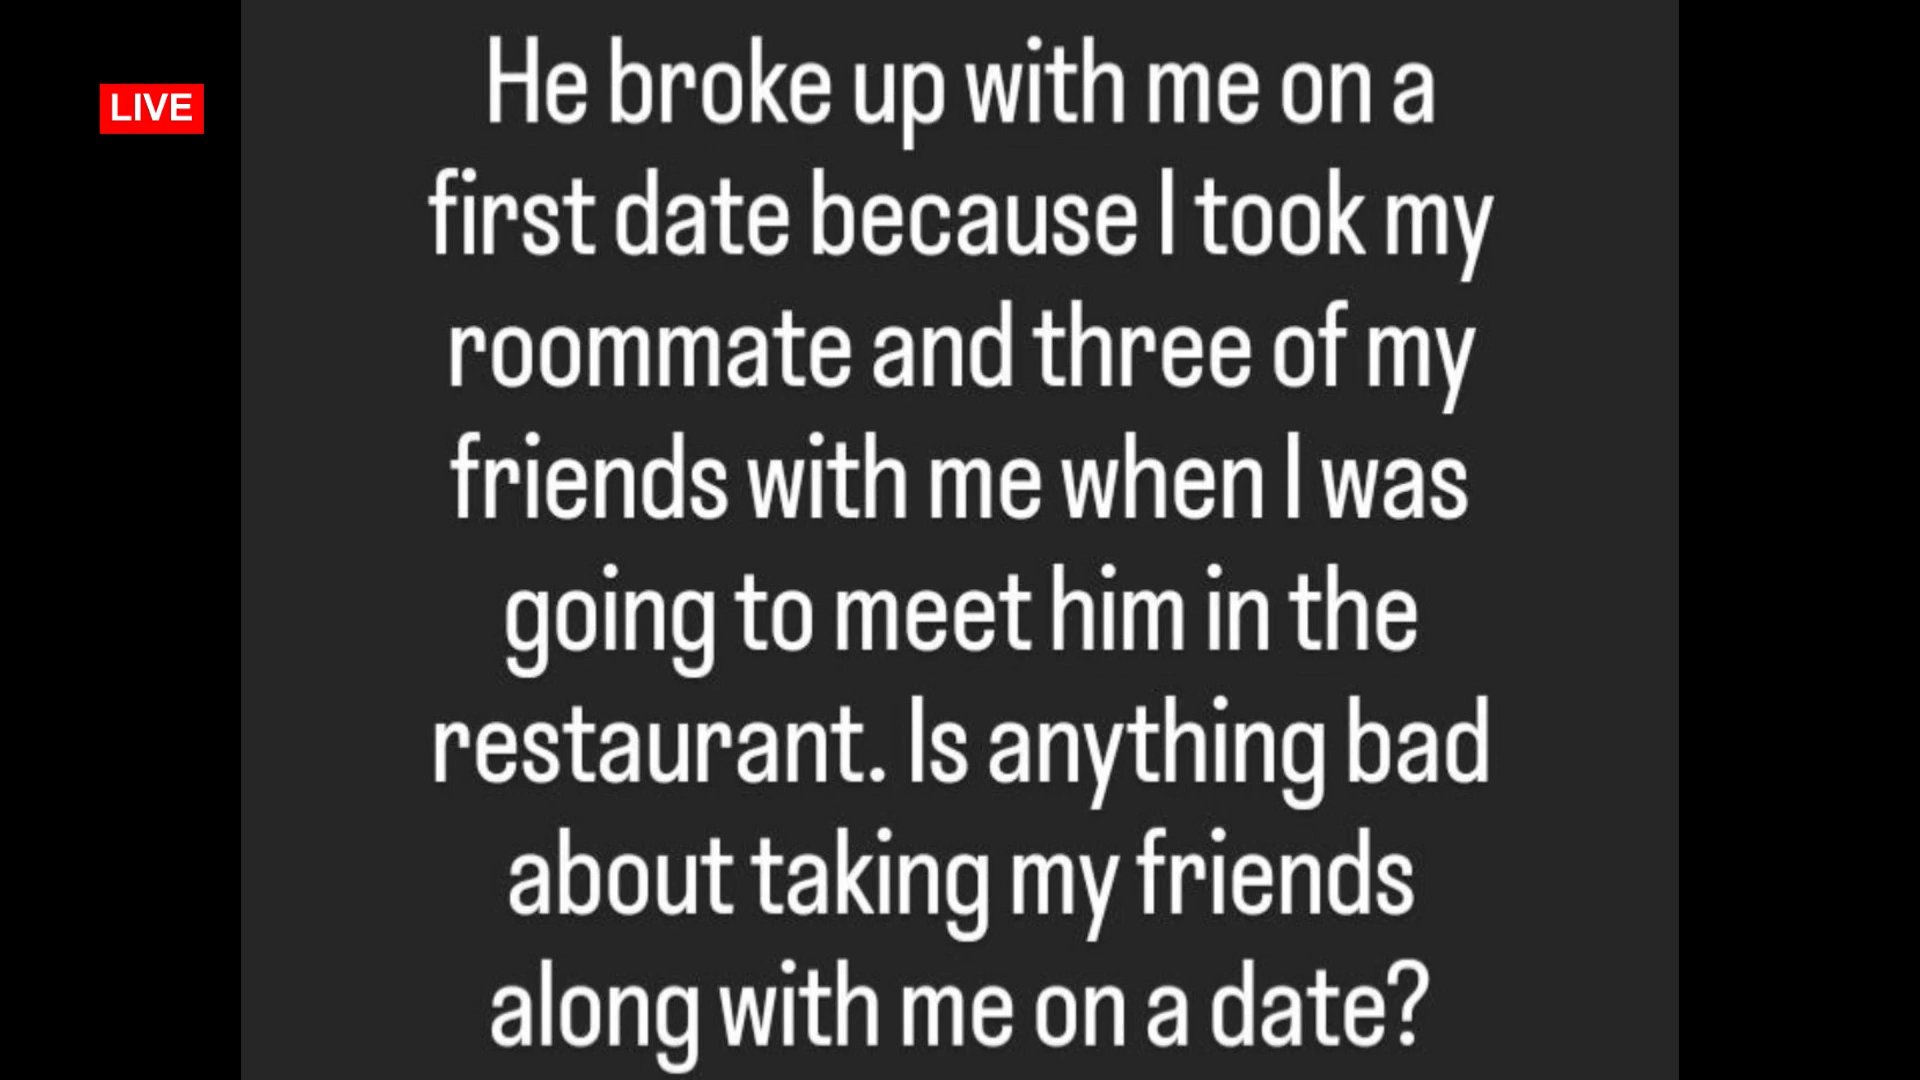 LIVE
He broke up with me on a
first date because I took my
roommate and three of my
friends with me when I was
going to meet him in the
restaurant. Is anything bad
about taking my friends
along with me on a date?